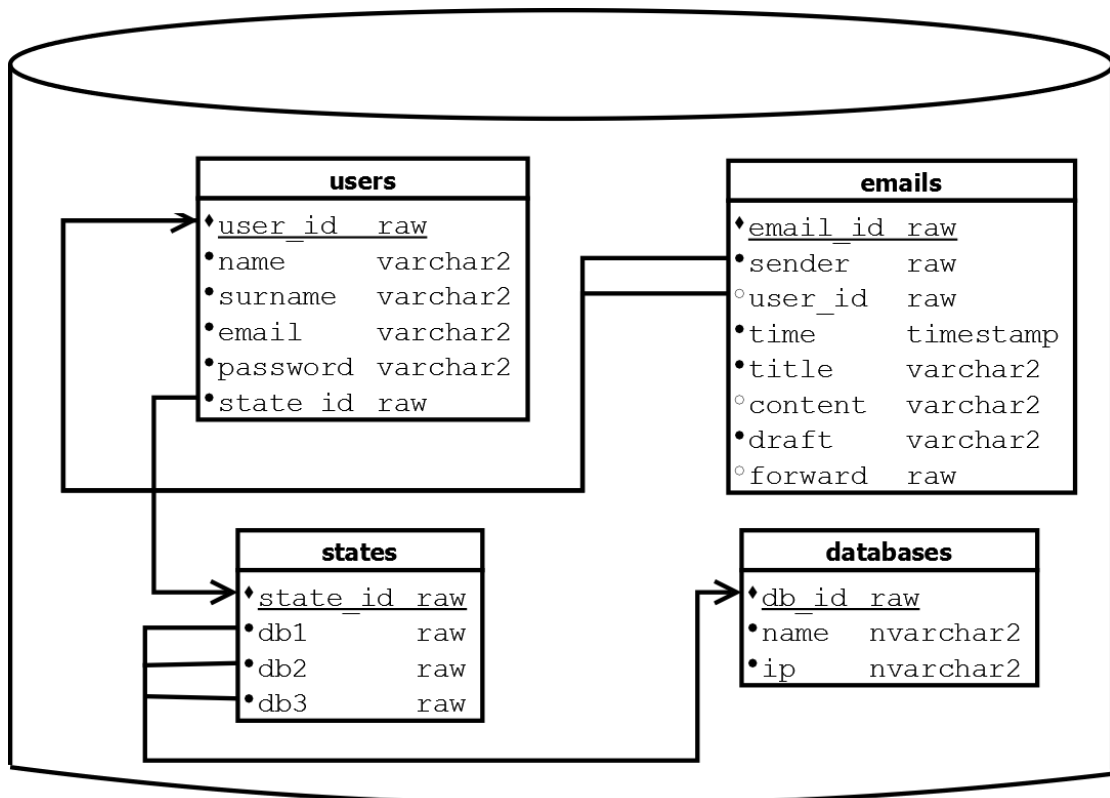 users
user_id raw
name varchar2
surname varchar2
email varchar2
password varchar2
state id raw
emails
email_id raw
sender raw
user_id raw
time timestamp
title varchar2
content varchar2
draft varchar2
forward raw
states
state_id raw
db1 raw
db2 raw
db3 raw
databases
db_id raw
name nvarchar2
ip nvarchar2